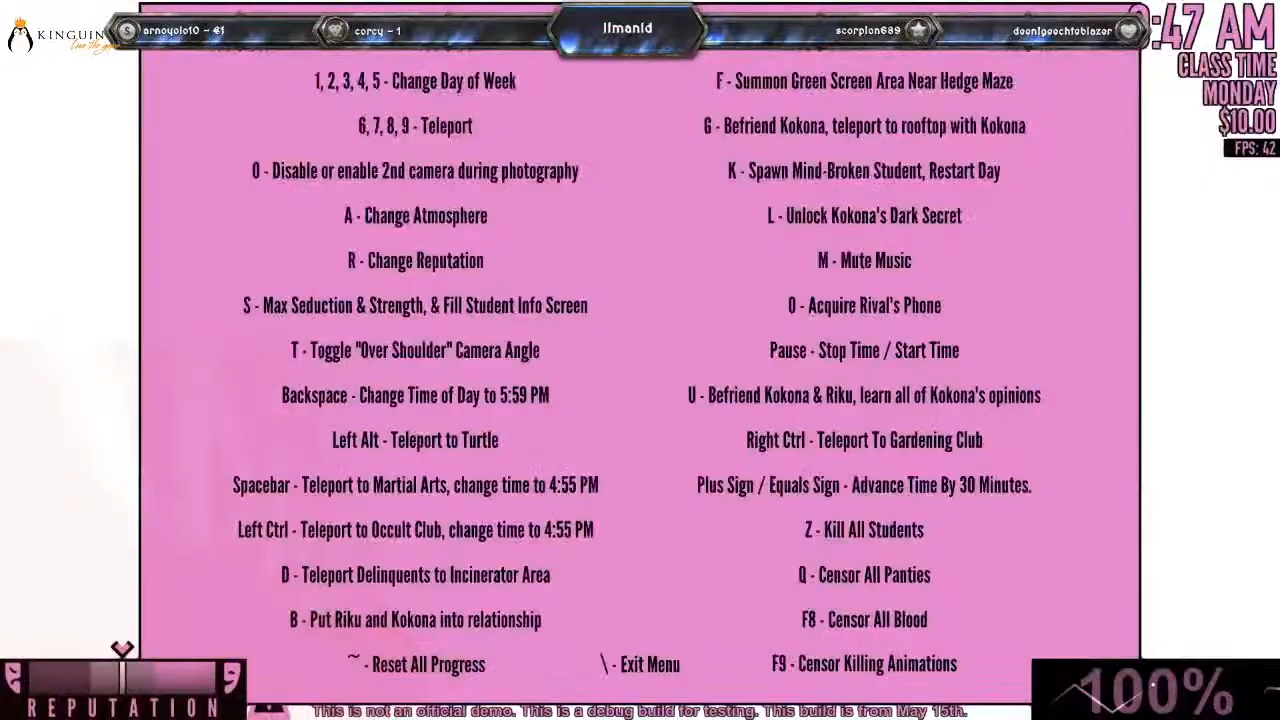 KINGUIN
arnoyolo10 - €1
corcy - 1
limanid
scorpion689
:47 AM
CLASS TIME
MONDAY
$10.00
FPS: 42
1, 2, 3, 4, 5 - Change Day of Week
F - Summon Green Screen Area Near Hedge Maze
6, 7, 8, 9 - Teleport
G - Befriend Kokona, teleport to rooftop with Kokona
0 - Disable or enable 2nd camera during photography
K - Spawn Mind-Broken Student, Restart Day
A - Change Atmosphere
L - Unlock Kokona's Dark Secret
R - Change Reputation
M - Mute Music
S - Max Seduction & Strength, & Fill Student Info Screen
O - Acquire Rival's Phone
T - Toggle "Over Shoulder" Camera Angle
Pause - Stop Time / Start Time
Backspace - Change Time of Day to 5:59 PM
U - Befriend Kokona & Riku, learn all of Kokona's opinions
Left Alt - Teleport to Turtle
Right Ctrl - Teleport To Gardening Club
Spacebar - Teleport to Martial Arts, change time to 4:55 PM
Plus Sign / Equals Sign - Advance Time By 30 Minutes.
Left Ctrl - Teleport to Occult Club, change time to 4:55 PM
Z - Kill All Students
D - Teleport Delinquents to Incinerator Area
Q - Censor All Panties
B - Put Riku and Kokona into relationship
F8 - Censor All Blood
~ - Reset All Progress
\ - Exit Menu
F9 - Censor Killing Animations
REPUTATION
100%
This is not an official demo. This is a debug build for testing. This build is from May 15th.